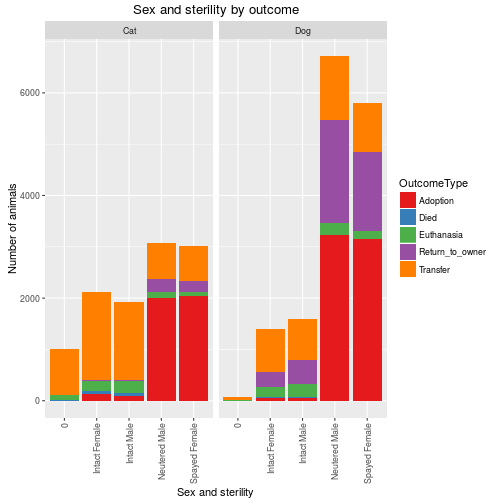 Sex and sterility by outcome
Cat
Dog
Number of animals
6000
4000
2000
0
0
Intact Female
Intact Male
Neutered Male
Spayed Female
0
Intact Female
Intact Male
Neutered Male
Spayed Female
Sex and sterility
OutcomeType
Adoption
Died
Euthanasia
Return_to_owner
Transfer